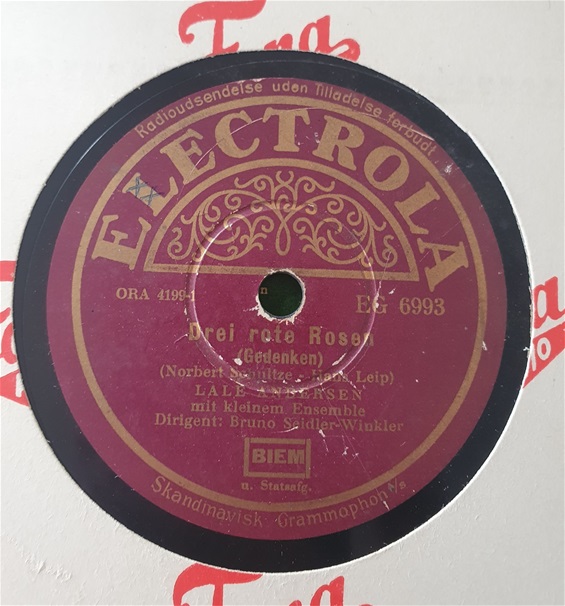 Radioudsendelse uden Tilladelse forbudt
ELECTROLA
XX
ORA 4199-1
EG 6993
Drei rote Rosen
(Gedenken)
(Norbert Schultze - Hans Leip)
LALE ANDERSEN
mit kleinem Ensemble
Dirigent: Bruno Seidler-Winkler
BIEM
u. Statsafg.
Skandinavisk Grammophon A/s